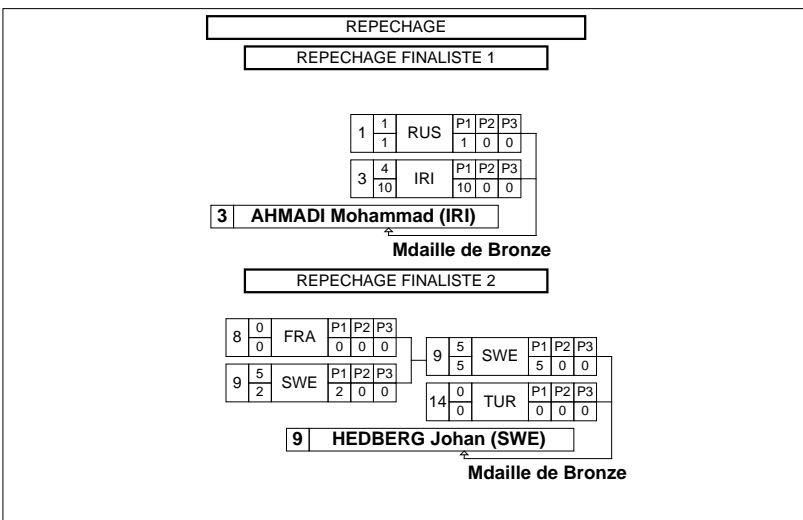 REPECHAGE
REPECHAGE FINALISTE 1
1 1 RUS P1 P2 P3
1 1 0 0
3 4 IRI P1 P2 P3
10 10 0 0
3 AHMADI Mohammad (IRI)
Mdaille de Bronze
REPECHAGE FINALISTE 2
8 0 FRA P1 P2 P3
0 0 0 0
9 5 SWE P1 P2 P3
2 2 0 0
9 5 SWE P1 P2 P3
5 5 0 0
14 0 TUR P1 P2 P3
0 0 0 0
9 HEDBERG Johan (SWE)
Mdaille de Bronze